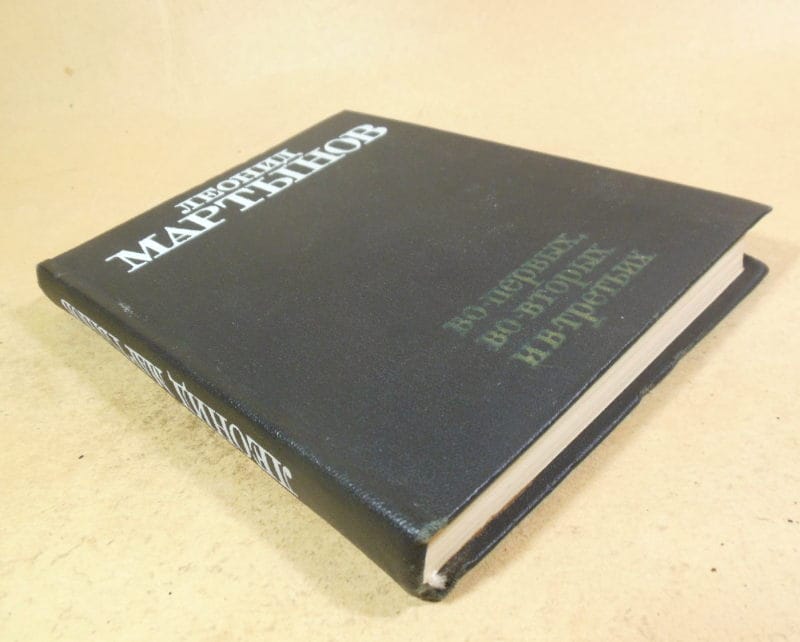 ЛЕОНИД
МАРТЫНОВ
во-первых,
во-вторых
и в-третьих
ЛЕОНИД МАРТЫНОВ